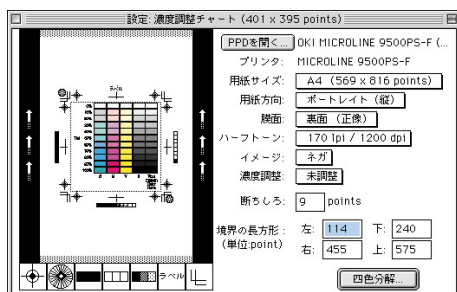 設定: 濃度調整チャート (401 x 395 points)
PPDを開く... OKI MICROLINE 9500PS-F (...
プリンタ: MICROLINE 9500PS-F
用紙サイズ: A4 (569 x 816 points)
用紙方向: ポートレイト (縦)
膜面: 裏面 (正像)
ハーフトーン: 170 lpi / 1200 dpi
イメージ: ネガ
濃度調整: 未調整
断ちしろ: 9 points
境界の長方形: 左: 114 下: 240
(単位:point) 右: 455 上: 575
ラベル
四色分解...